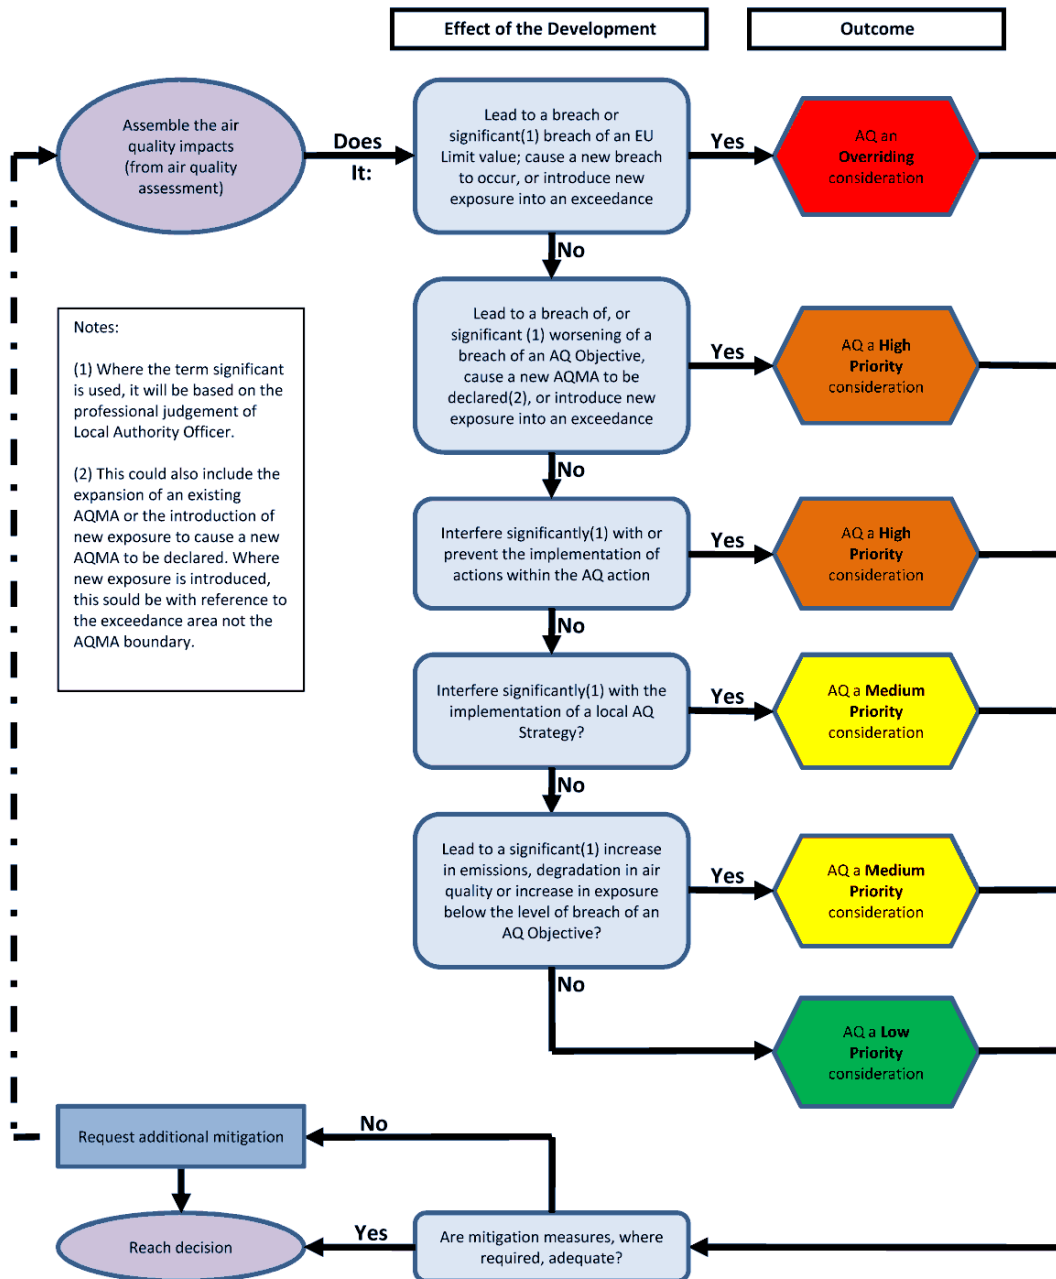 Effect of the Development
Outcome
Assemble the air
quality impacts
(from air quality
assessment)
Does
It:
Lead to a breach or
significant(1) breach of an EU
Limit value; cause a new breach
to occur, or introduce new
exposure into an exceedance
Yes
AQ an
Overriding
consideration
No
Notes:
(1) Where the term significant
is used, it will be based on the
professional judgement of
Local Authority Officer.
(2) This could also include the
expansion of an existing
AQMA or the introduction of
new exposure to cause a new
AQMA to be declared. Where
new exposure is introduced,
this sould be with reference to
the exceedance area not the
AQMA boundary.
Lead to a breach of, or
significant (1) worsening of a
breach of an AQ Objective,
cause a new AQMA to be
declared(2), or introduce new
exposure into an exceedance
Yes
AQ a High
Priority
consideration
No
Interfere significantly(1) with or
prevent the implementation of
actions within the AQ action
Yes
AQ a High
Priority
consideration
No
Interfere significantly(1) with the
implementation of a local AQ
Strategy?
Yes
AQ a Medium
Priority
consideration
No
Lead to a significant(1) increase
in emissions, degradation in air
quality or increase in exposure
below the level of breach of an
AQ Objective?
Yes
AQ a Medium
Priority
consideration
No
AQ a Low
Priority
consideration
Request additional mitigation
No
Reach decision
Yes
Are mitigation measures, where
required, adequate?